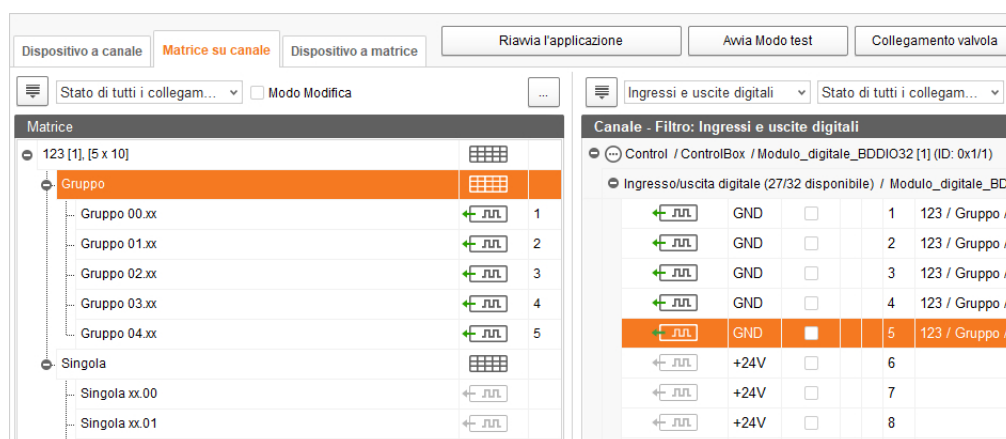 Dispositivo a canale Matrice su canale Dispositivo a matrice Riavvia l'applicazione Avvia Modo test Collegamento valvola
Stato di tutti i collegam... Modo Modifica ... Ingressi e uscite digitali Stato di tutti i collegam...
Matrice
123 [1], [5 x 10]
Gruppo
Gruppo 00.xx 1
Gruppo 01.xx 2
Gruppo 02.xx 3
Gruppo 03.xx 4
Gruppo 04.xx 5
Singola
Singola xx.00
Singola xx.01
Canale - Filtro: Ingressi e uscite digitali
Control / ControlBox / Modulo_digitale_BDDIO32 [1] (ID: 0x1/1)
Ingresso/uscita digitale (27/32 disponibile) / Modulo_digitale_BD
GND 1 123 / Gruppo /
GND 2 123 / Gruppo /
GND 3 123 / Gruppo /
GND 4 123 / Gruppo /
GND 5 123 / Gruppo /
+24V 6
+24V 7
+24V 8